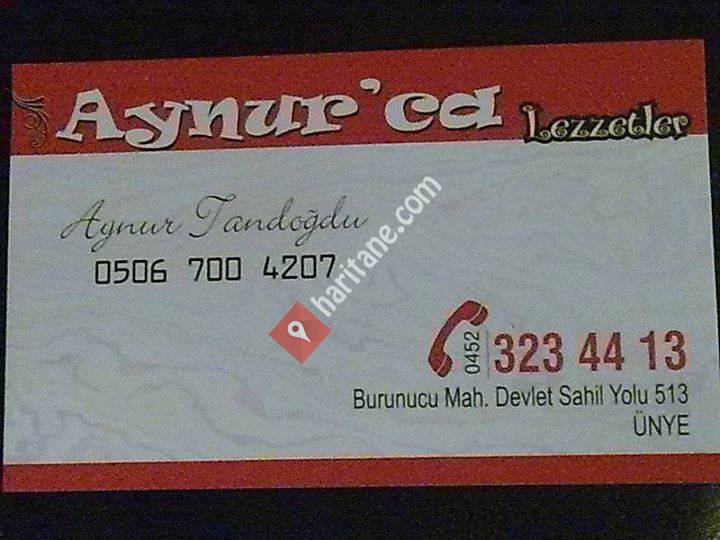 Aynur'ca Lezzetler
Aynur Tandoğdu
0506 700 4207
haritane.com
0452 323 44 13
Burunucu Mah. Devlet Sahil Yolu 513
ÜNYE